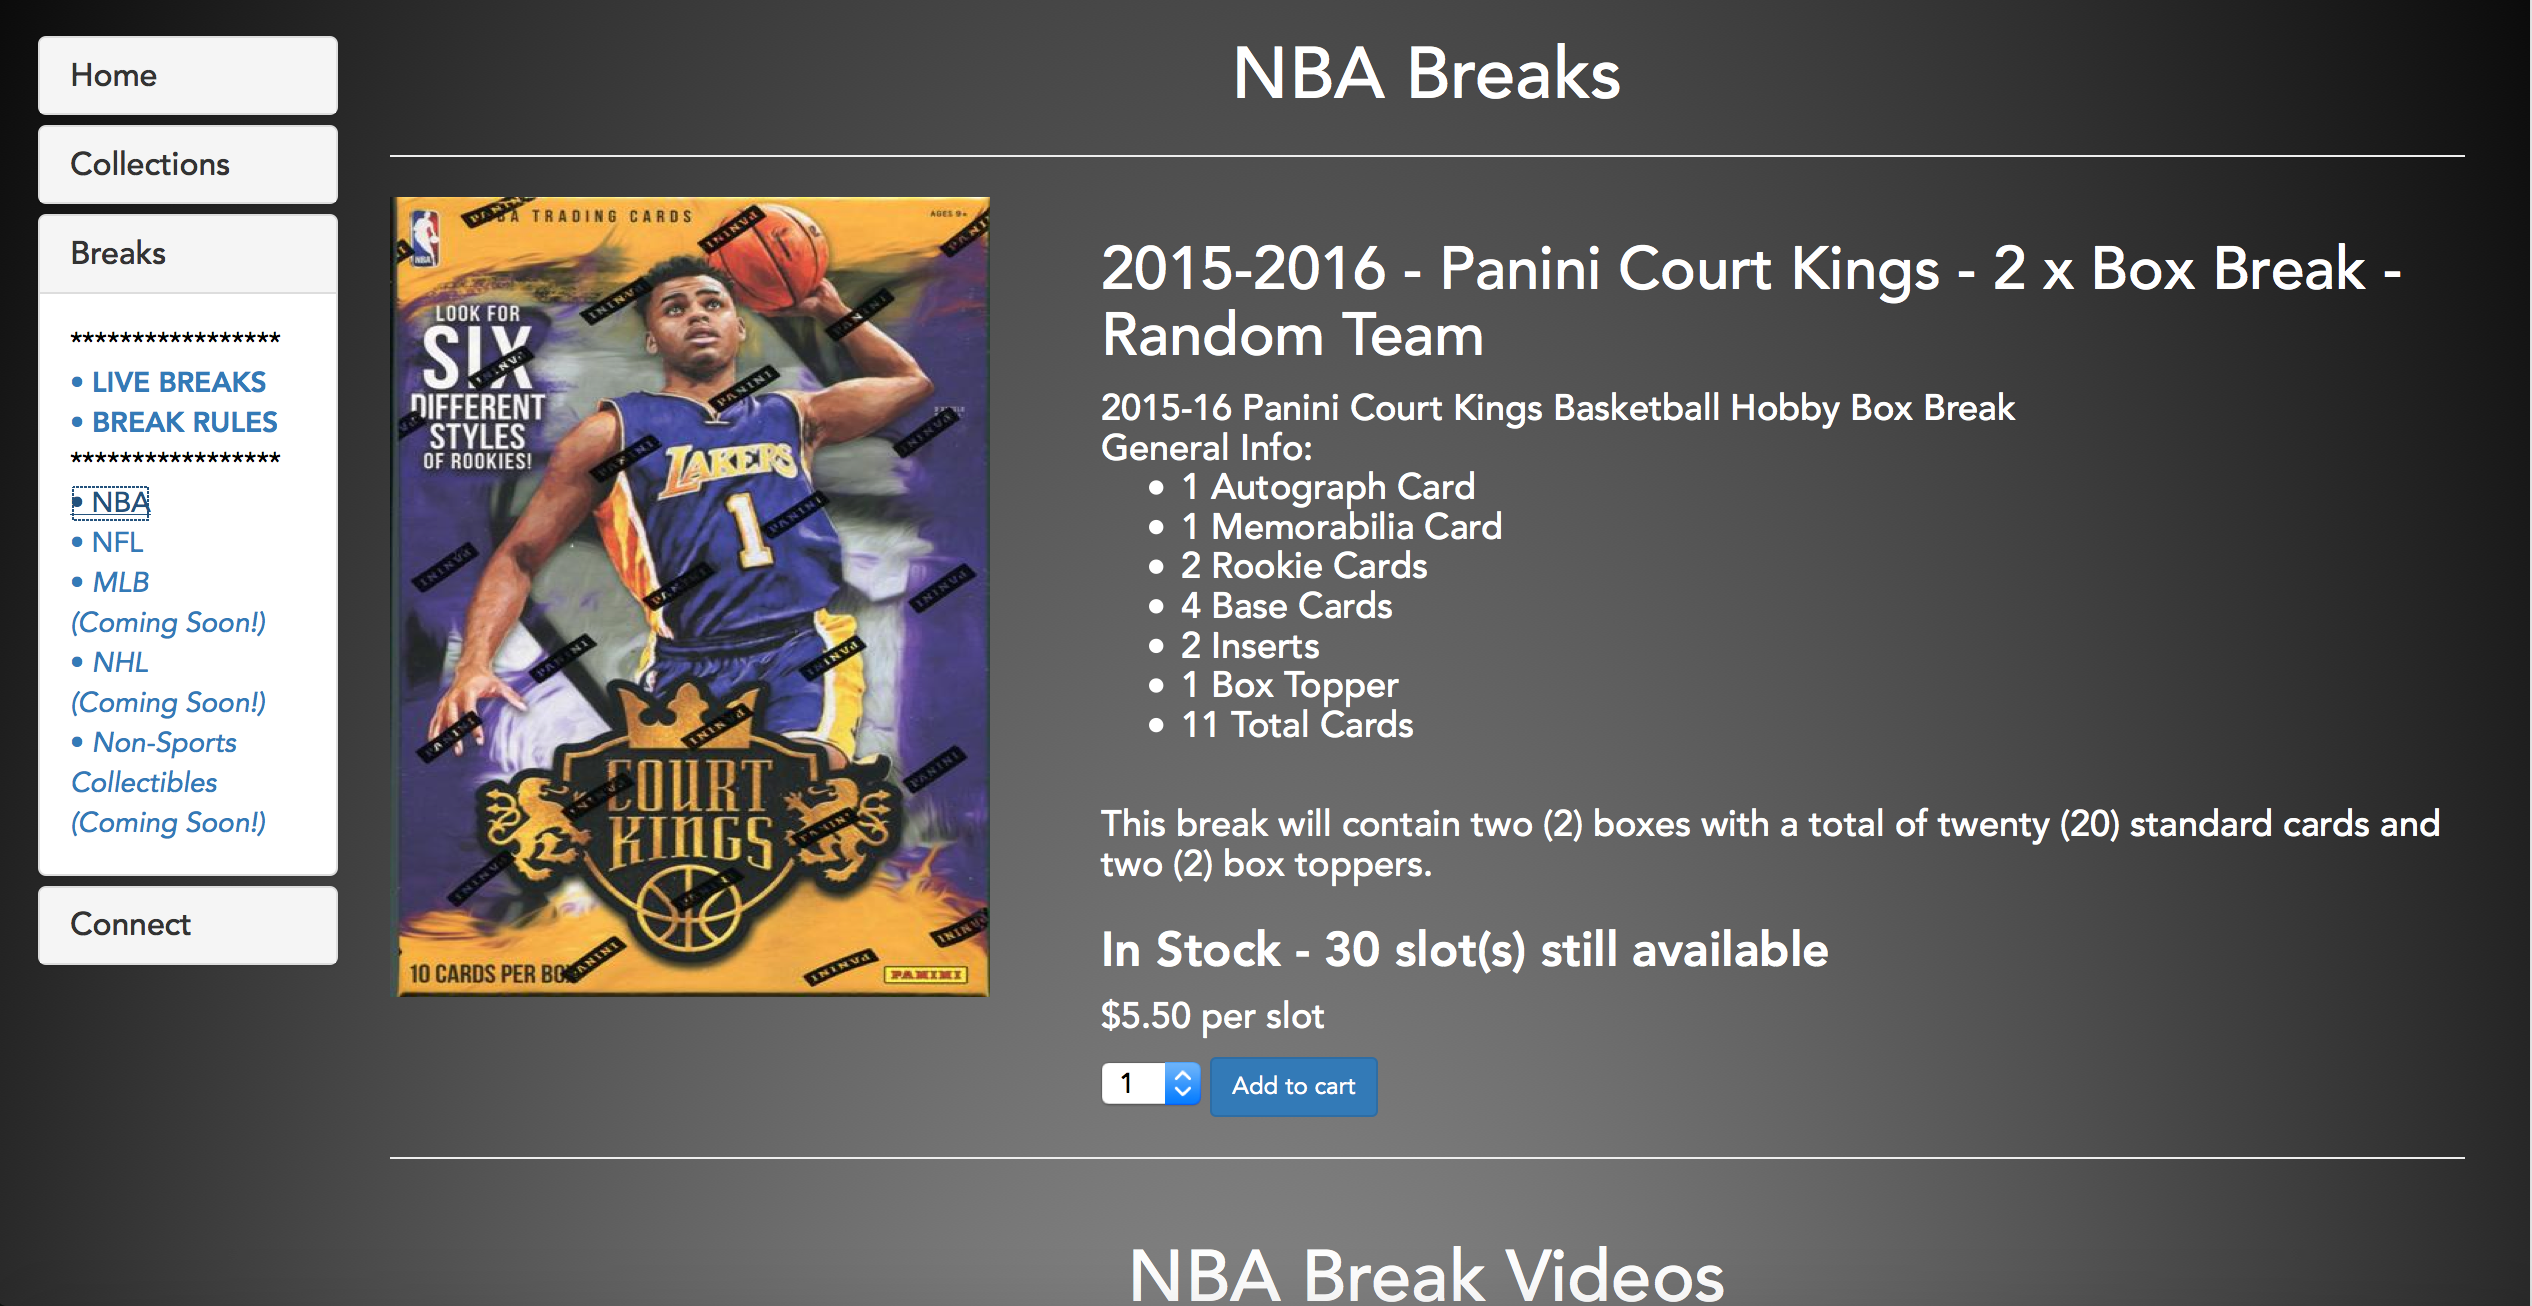 Home
Collections
Breaks
*****************
• LIVE BREAKS
• BREAK RULES
*****************
• NBA
• NFL
• MLB
(Coming Soon!)
• NHL
(Coming Soon!)
• Non-Sports
Collectibles
(Coming Soon!)
Connect
NBA Breaks
TRADING CARDS
AGES 9+
NBA
LOOK FOR
SIX
DIFFERENT
STYLES
OF ROOKIES!
LAKERS
1
COURT
KINGS
10 CARDS PER BOX
PANINI
2015-2016 - Panini Court Kings - 2 x Box Break -
Random Team
2015-16 Panini Court Kings Basketball Hobby Box Break
General Info:
• 1 Autograph Card
• 1 Memorabilia Card
• 2 Rookie Cards
• 4 Base Cards
• 2 Inserts
• 1 Box Topper
• 11 Total Cards
This break will contain two (2) boxes with a total of twenty (20) standard cards and
two (2) box toppers.
In Stock - 30 slot(s) still available
$5.50 per slot
1
Add to cart
NBA Break Videos